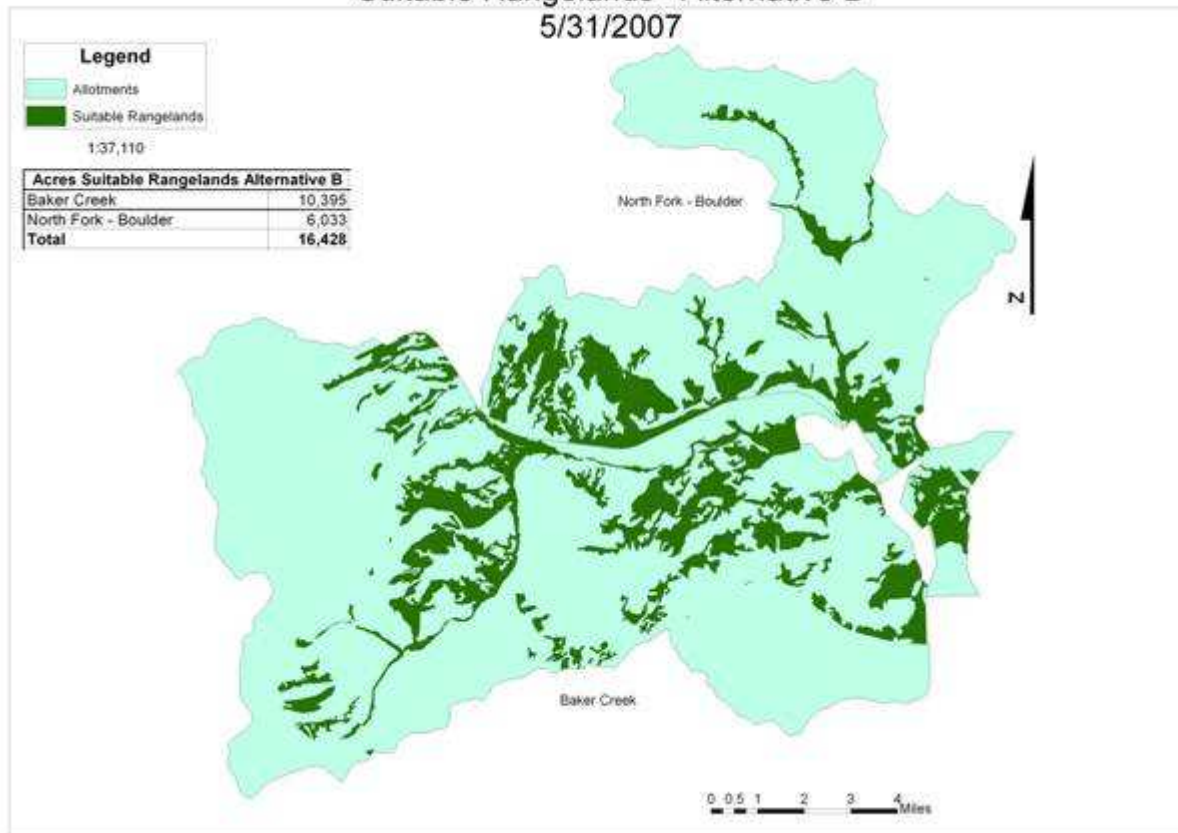 5/31/2007
Legend
Allotments
Suitable Rangelands
1:37,110
Acres Suitable Rangelands Alternative B
Baker Creek 10,395
North Fork - Boulder 6,033
Total 16,428
North Fork - Boulder
N
Baker Creek
0 0.5 1 2 3 4
Miles